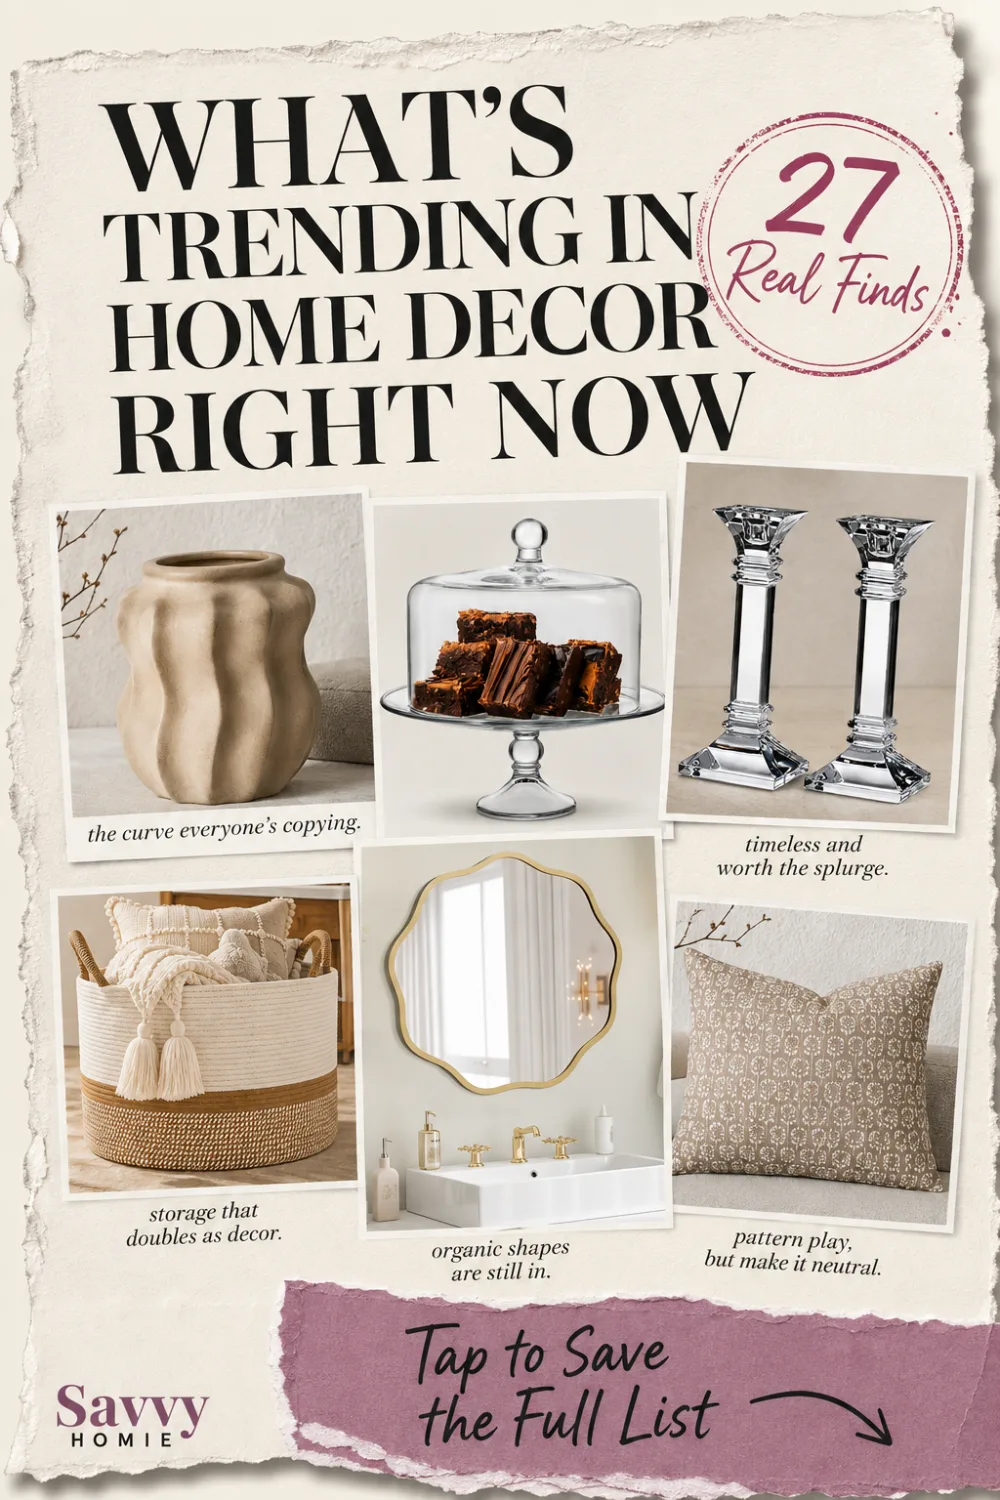 WHAT'S
TRENDING IN
HOME DECOR
RIGHT NOW
27
Real Finds
the curve everyone's copying.
timeless and
worth the splurge.
storage that
doubles as decor.
organic shapes
are still in.
pattern play,
but make it neutral.
Tap to Save
the Full List
Savvy
HOMIE